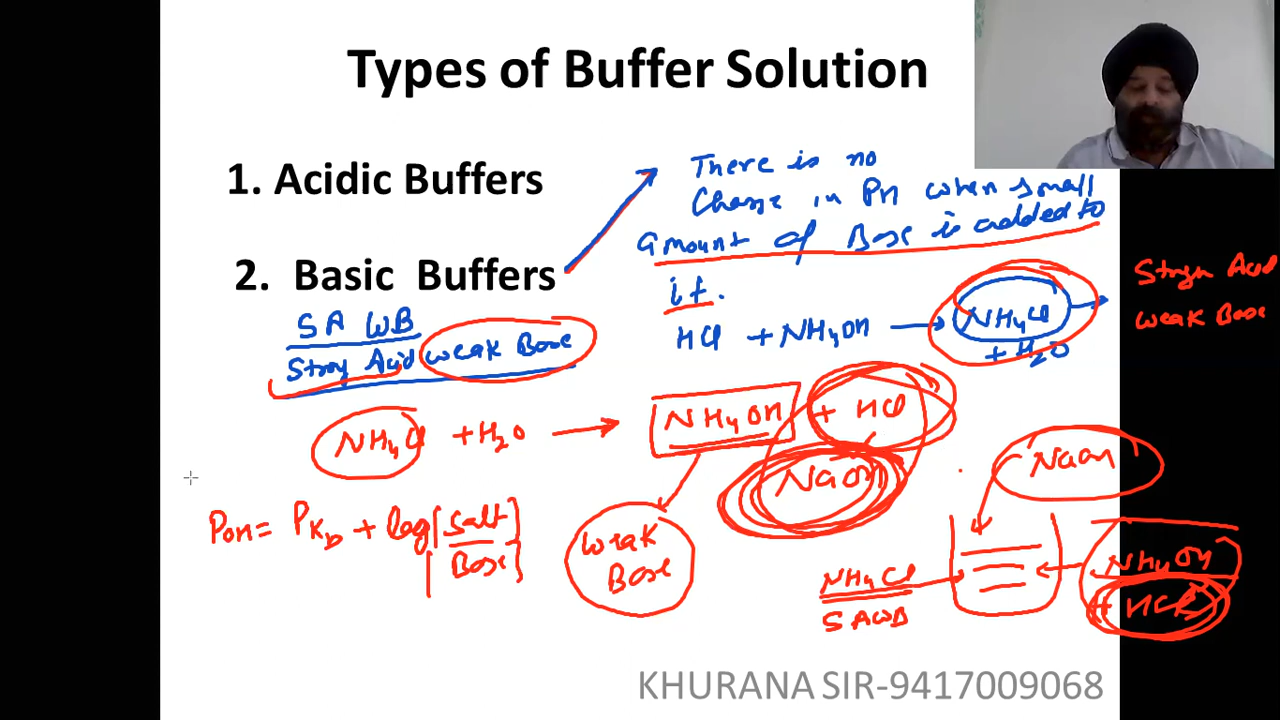 Types of Buffer Solution
1. Acidic Buffers
There is no
Change in PH when small
amount of Base is added to
it.
2. Basic Buffers
SA WB
Strong Acid weak Base
HCl + NH4OH → NH4Cl
+ H2O
Strong Acid
weak Base
NH4Cl + H2O → NH4OH + HCl
NaOH
NaOH
POH = PKb + log [Salt
Base]
weak
Base
NH4Cl
SAWB
NH4OH
+ HCl
KHURANA SIR-9417009068